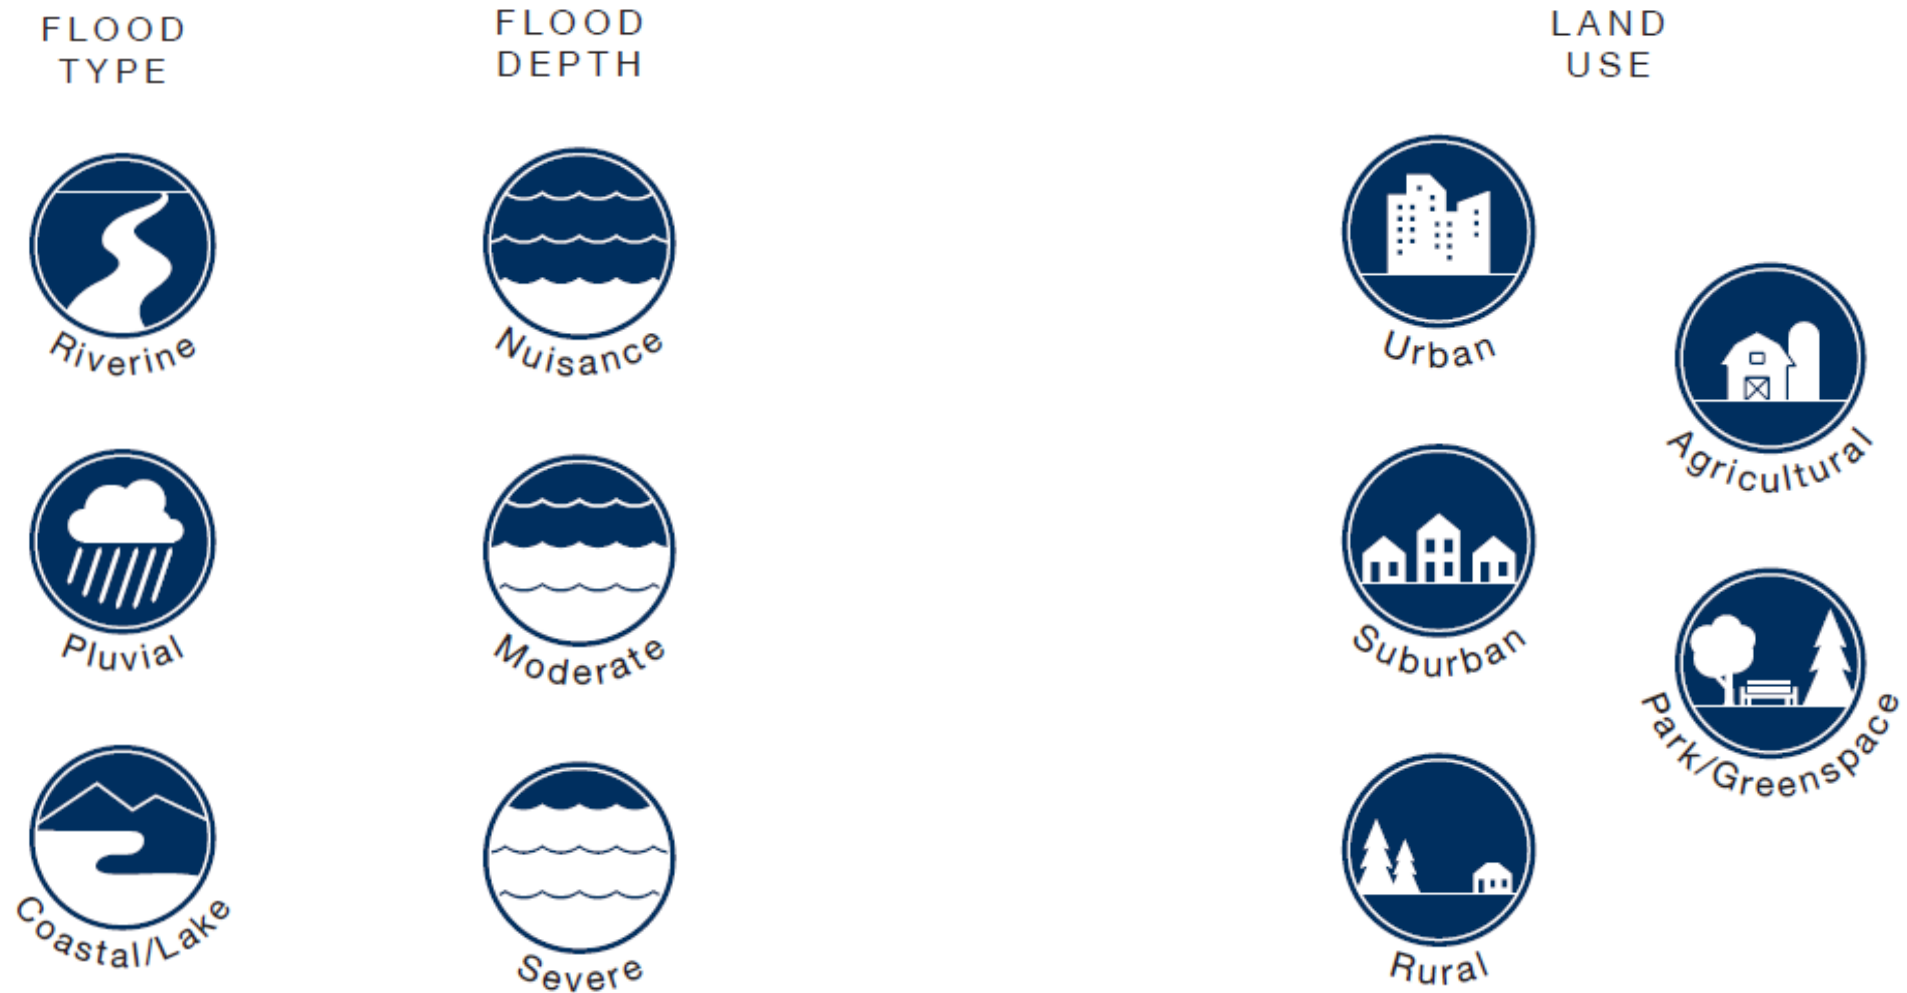 FLOOD
TYPE
Riverine
Pluvial
Coastal/Lake
FLOOD
DEPTH
Nuisance
Moderate
Severe
LAND
USE
Urban
Suburban
Rural
Agricultural
Park/Greenspace